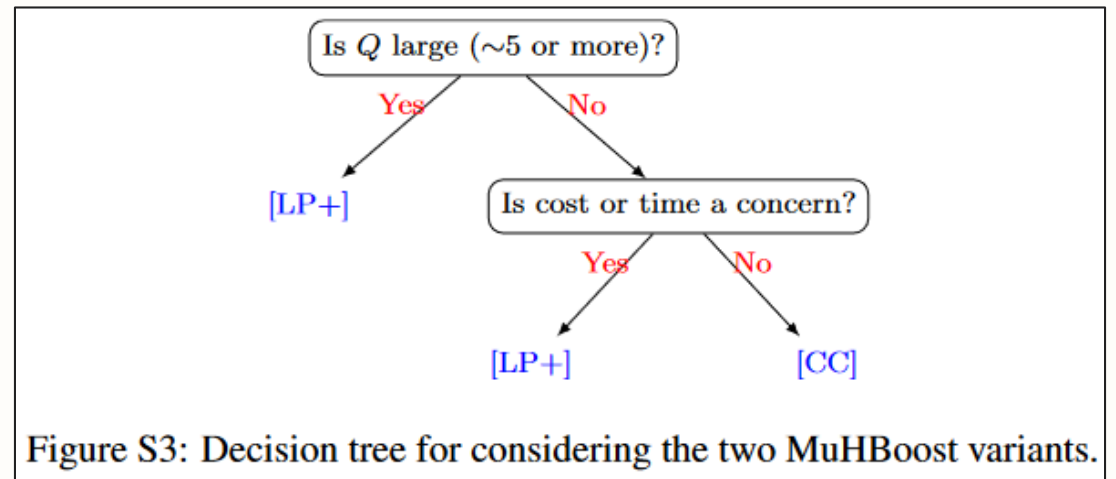 Is Q large (~5 or more)?
Yes
No
[LP+]
Is cost or time a concern?
Yes
No
[LP+]
[CC]
Figure S3: Decision tree for considering the two MuHBoost variants.